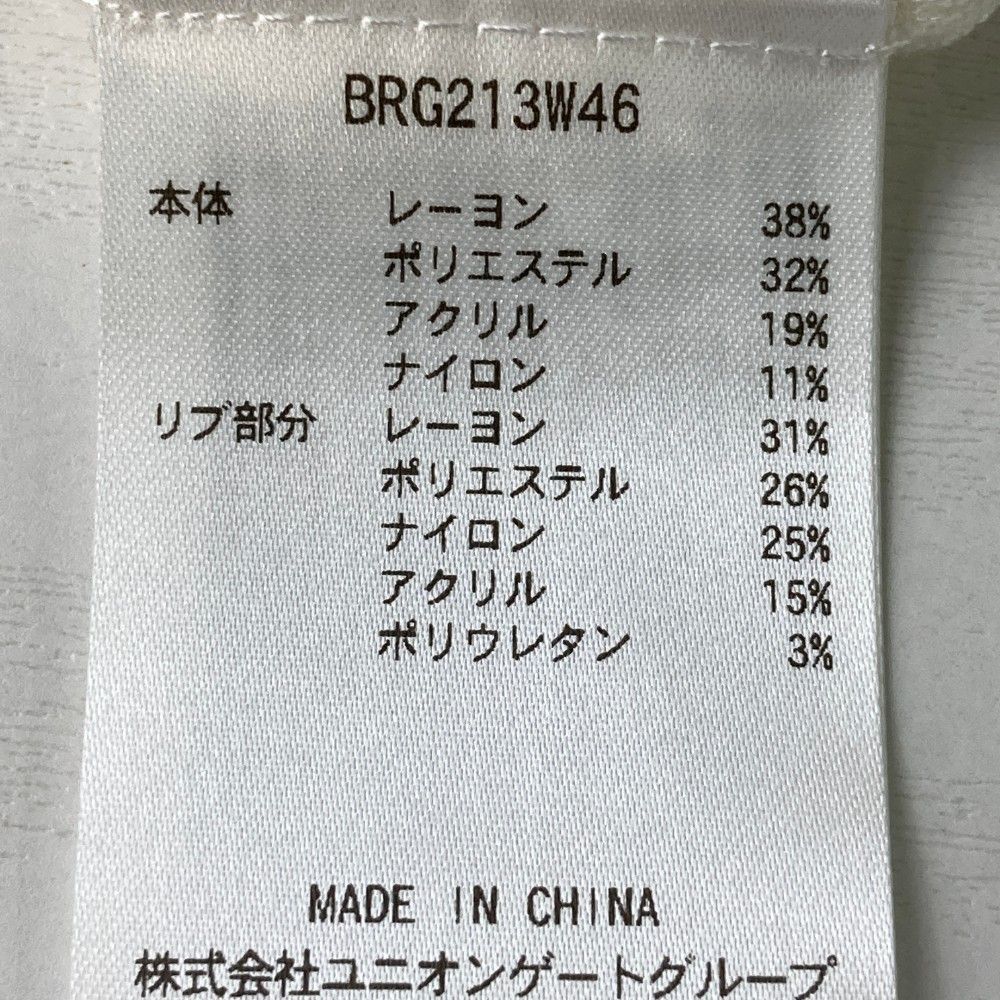 BRG213W46
本体 レーヨン 38%
ポリエステル 32%
アクリル 19%
ナイロン 11%
リブ部分 レーヨン 31%
ポリエステル 26%
ナイロン 25%
アクリル 15%
ポリウレタン 3%
MADE IN CHINA
株式会社ユニオンゲートグループ